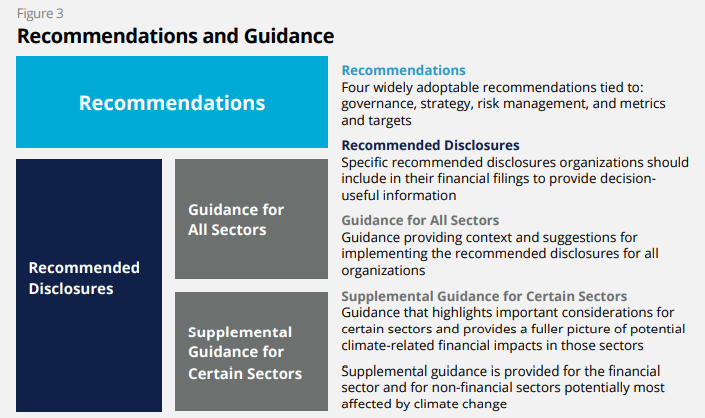 Figure 3
Recommendations and Guidance
Recommendations
Recommended
Disclosures
Guidance for
All Sectors
Supplemental
Guidance for
Certain Sectors
Recommendations
Four widely adoptable recommendations tied to:
governance, strategy, risk management, and metrics
and targets
Recommended Disclosures
Specific recommended disclosures organizations should
include in their financial filings to provide decision-
useful information
Guidance for All Sectors
Guidance providing context and suggestions for
implementing the recommended disclosures for all
organizations
Supplemental Guidance for Certain Sectors
Guidance that highlights important considerations for
certain sectors and provides a fuller picture of potential
climate-related financial impacts in those sectors
Supplemental guidance is provided for the financial
sector and for non-financial sectors potentially most
affected by climate change